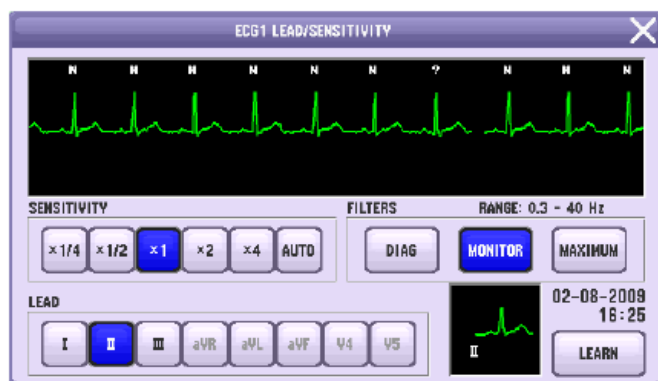 ECG1 LEAD/SENSITIVITY
N N N N N N ? N N N
SENSITIVITY
FILTERS RANGE: 0.3 - 40 Hz
×1/4 ×1/2 ×1 ×2 ×4 AUTO
DIAG MONITOR MAXIMUM
LEAD
02-08-2009
16:25
I II III aVR aVL aVF V4 V5
II
LEARN